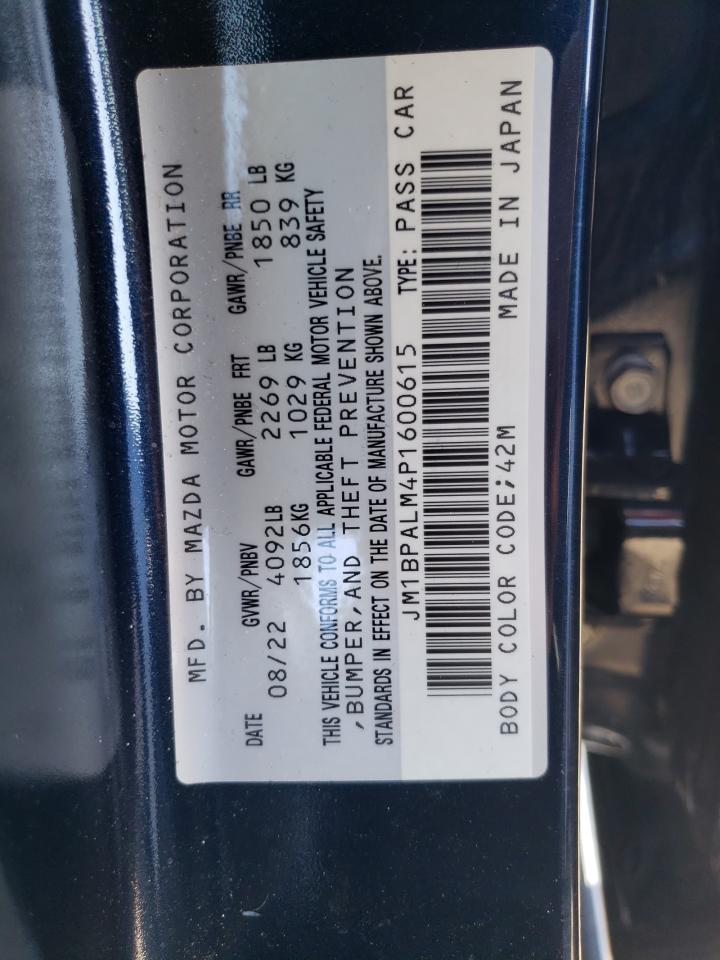 MFD. BY MAZDA MOTOR CORPORATION
DATE GVWR/PNBV GAWR/PNBE FRT GAWR/PNBE RR
08/22 4092LB 2269 LB 1850 LB
1856KG 1029 KG 839 KG
THIS VEHICLE CONFORMS TO ALL APPLICABLE FEDERAL MOTOR VEHICLE SAFETY
,BUMPER,AND THEFT PREVENTION
STANDARDS IN EFFECT ON THE DATE OF MANUFACTURE SHOWN ABOVE.
JM1BPALM4P1600615 TYPE: PASS CAR
BODY COLOR CODE;42M MADE IN JAPAN